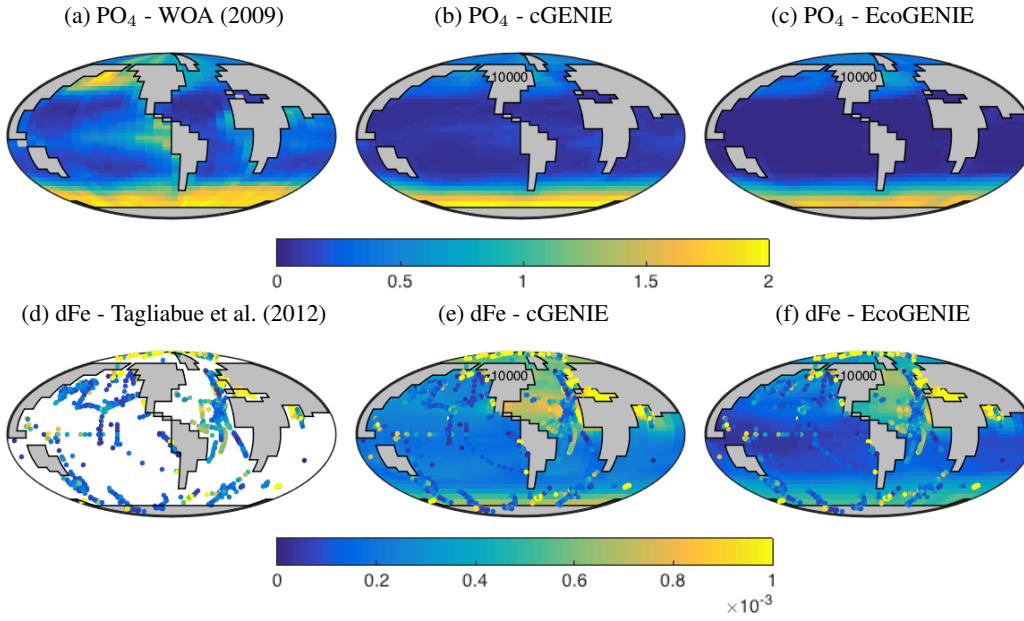 (a) PO₄ - WOA (2009)
(b) PO₄ - cGENIE
(c) PO₄ - EcoGENIE
10000
10000
0
0.5
1
1.5
2
(d) dFe - Tagliabue et al. (2012)
(e) dFe - cGENIE
(f) dFe - EcoGENIE
10000
10000
0
0.2
0.4
0.6
0.8
1
×10⁻³